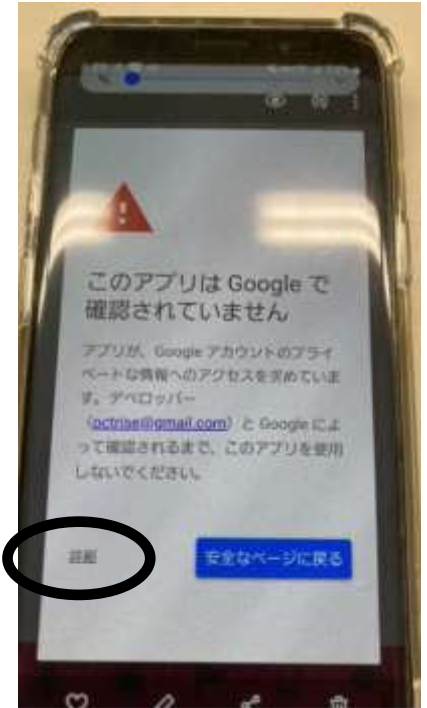 このアプリは Google で
確認されていません
アプリが、Google アカウントのプライ
ベートな情報へのアクセスを求めていま
す。デベロッパー
（pctrise@gmail.com）と Google によ
って確認されるまで、このアプリを使用
しないでください。
詳細
安全なページに戻る